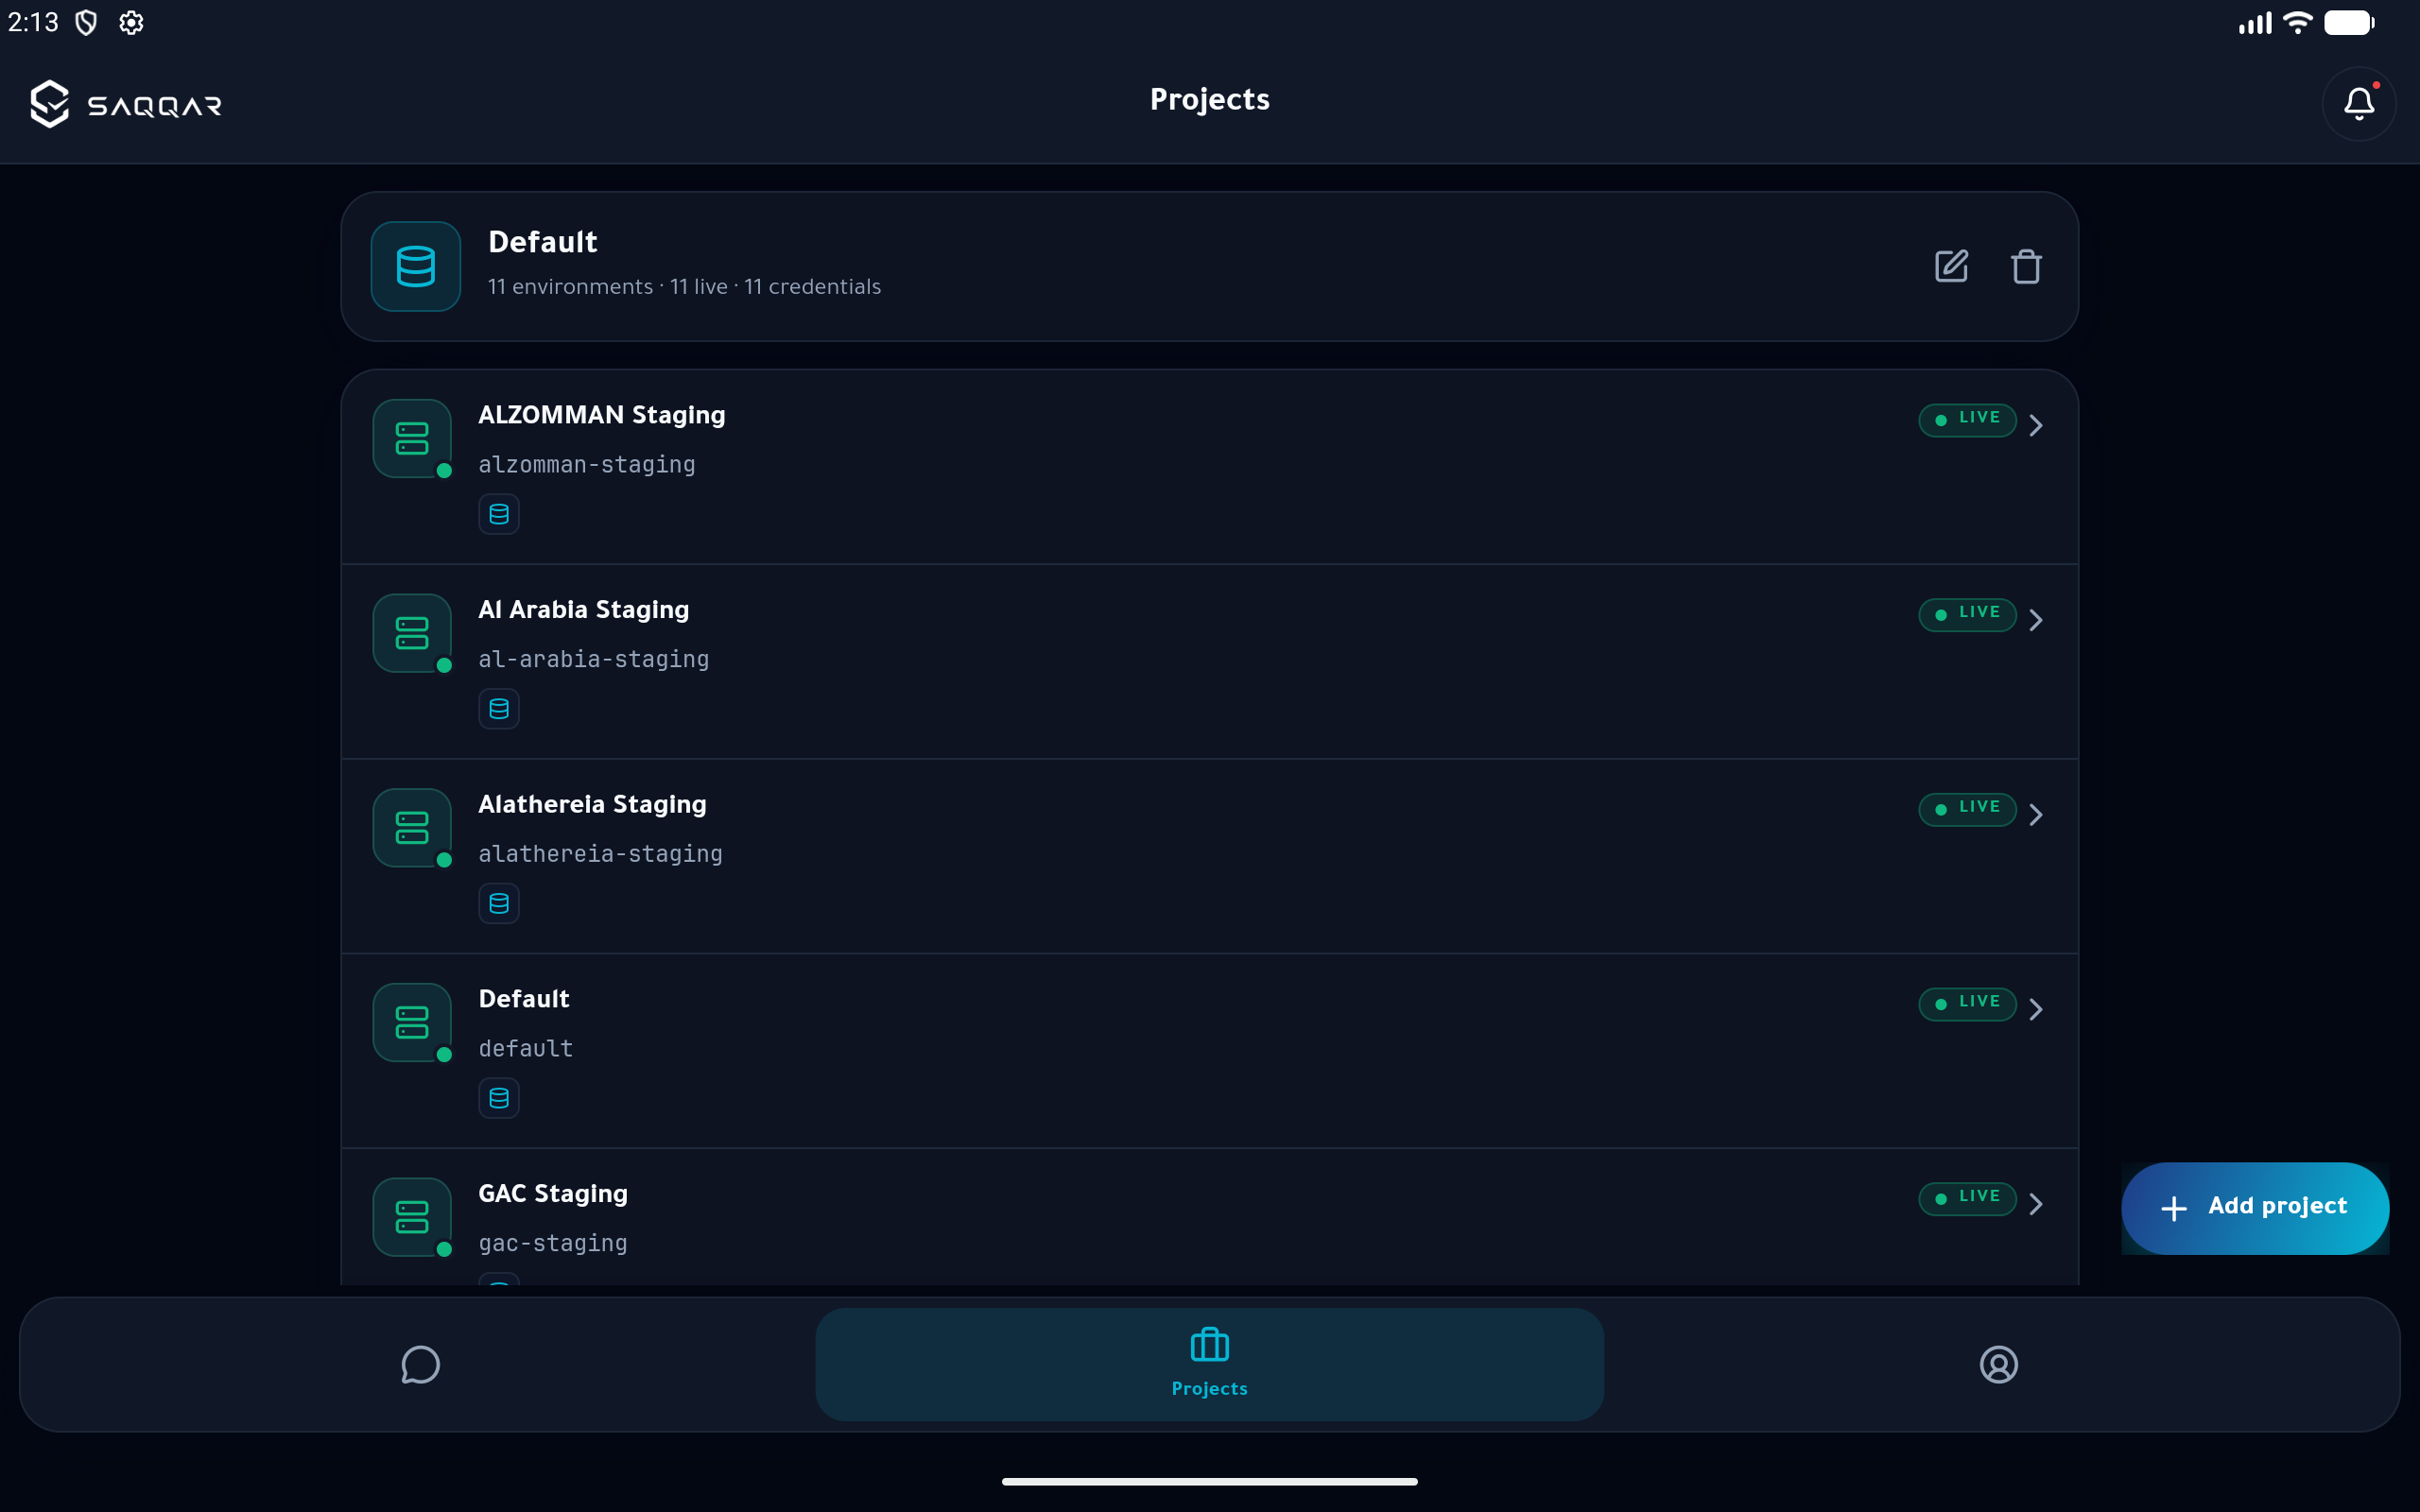 2:13
SAQQAR
Projects
Default
11 environments · 11 live · 11 credentials
ALZOMMAN Staging
LIVE
alzomman-staging
Al Arabia Staging
LIVE
al-arabia-staging
Alathereia Staging
LIVE
alathereia-staging
Default
LIVE
default
GAC Staging
LIVE
gac-staging
Add project
Projects